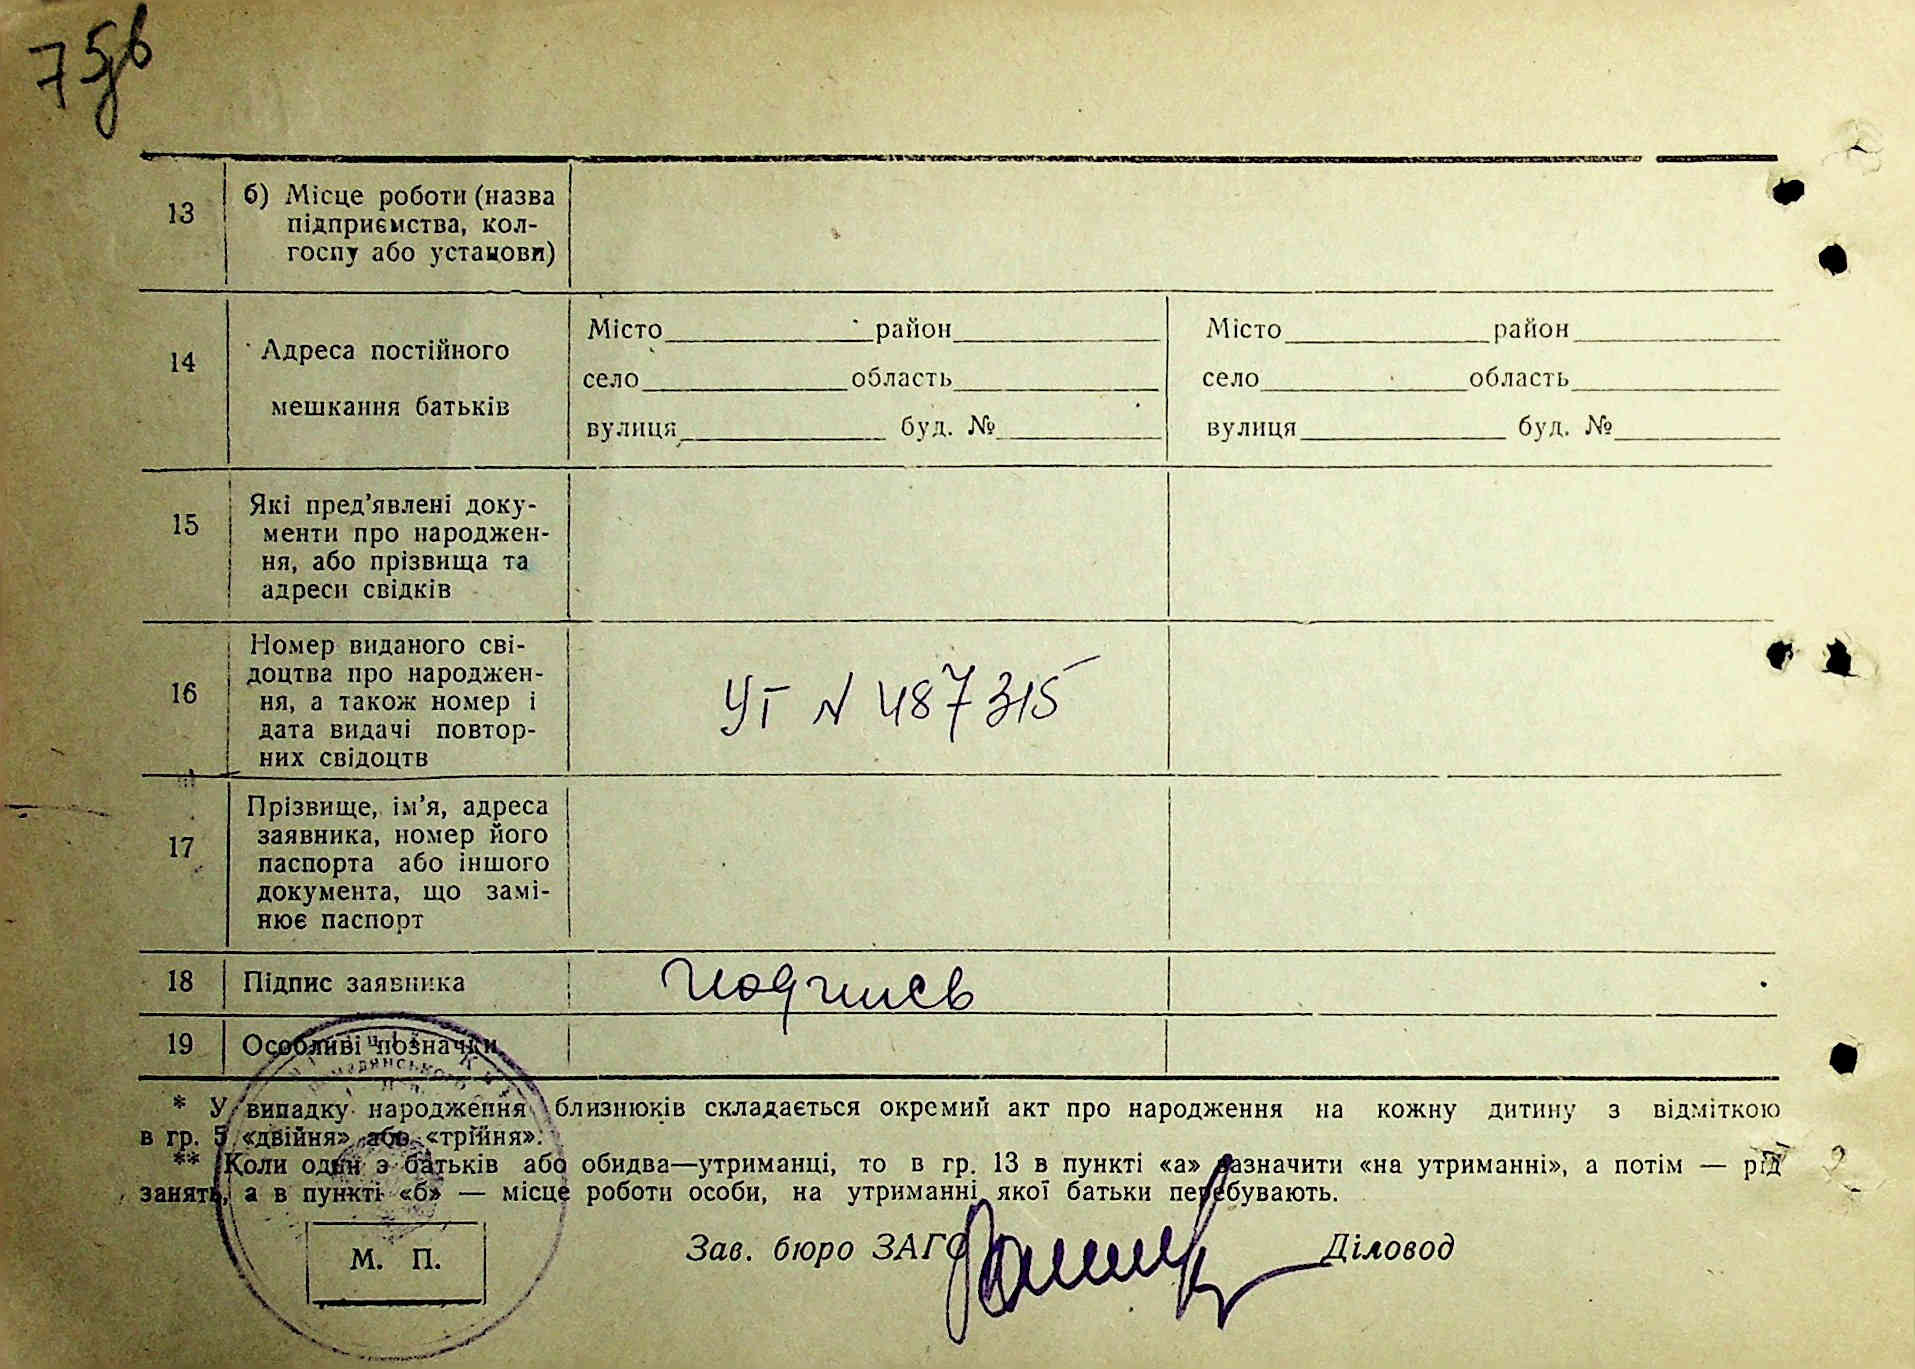 13
б) Місце роботи (назва
підприємства, кол-
госпу або установи)
14
Адреса постійного
мешкання батьків
Місто район
село область
вулиця буд. №
Місто район
село область
вулиця буд. №
15
Які пред’явлені доку-
менти про народжен-
ня, або прізвища та
адреси свідків
16
Номер виданого сві-
доцтва про народжен-
ня, а також номер і
дата видачі повтор-
них свідоцтв
УГ N 487315
17
Прізвище, ім’я, адреса
заявника, номер його
паспорта або іншого
документа, що замі-
нює паспорт
18
Підпис заявника
подпись
19
Особливі позначки
* У випадку народження близнюків складається окремий акт про народження на кожну дитину з відміткою
в гр. 5 «двійня» або «трійня».
** Коли один з батьків або обидва—утриманці, то в гр. 13 в пункті «а» зазначити «на утриманні», а потім — рід
занять, а в пункті «б» — місце роботи особи, на утриманні якої батьки перебувають.
М. П.
Зав. бюро ЗАГС
Діловод